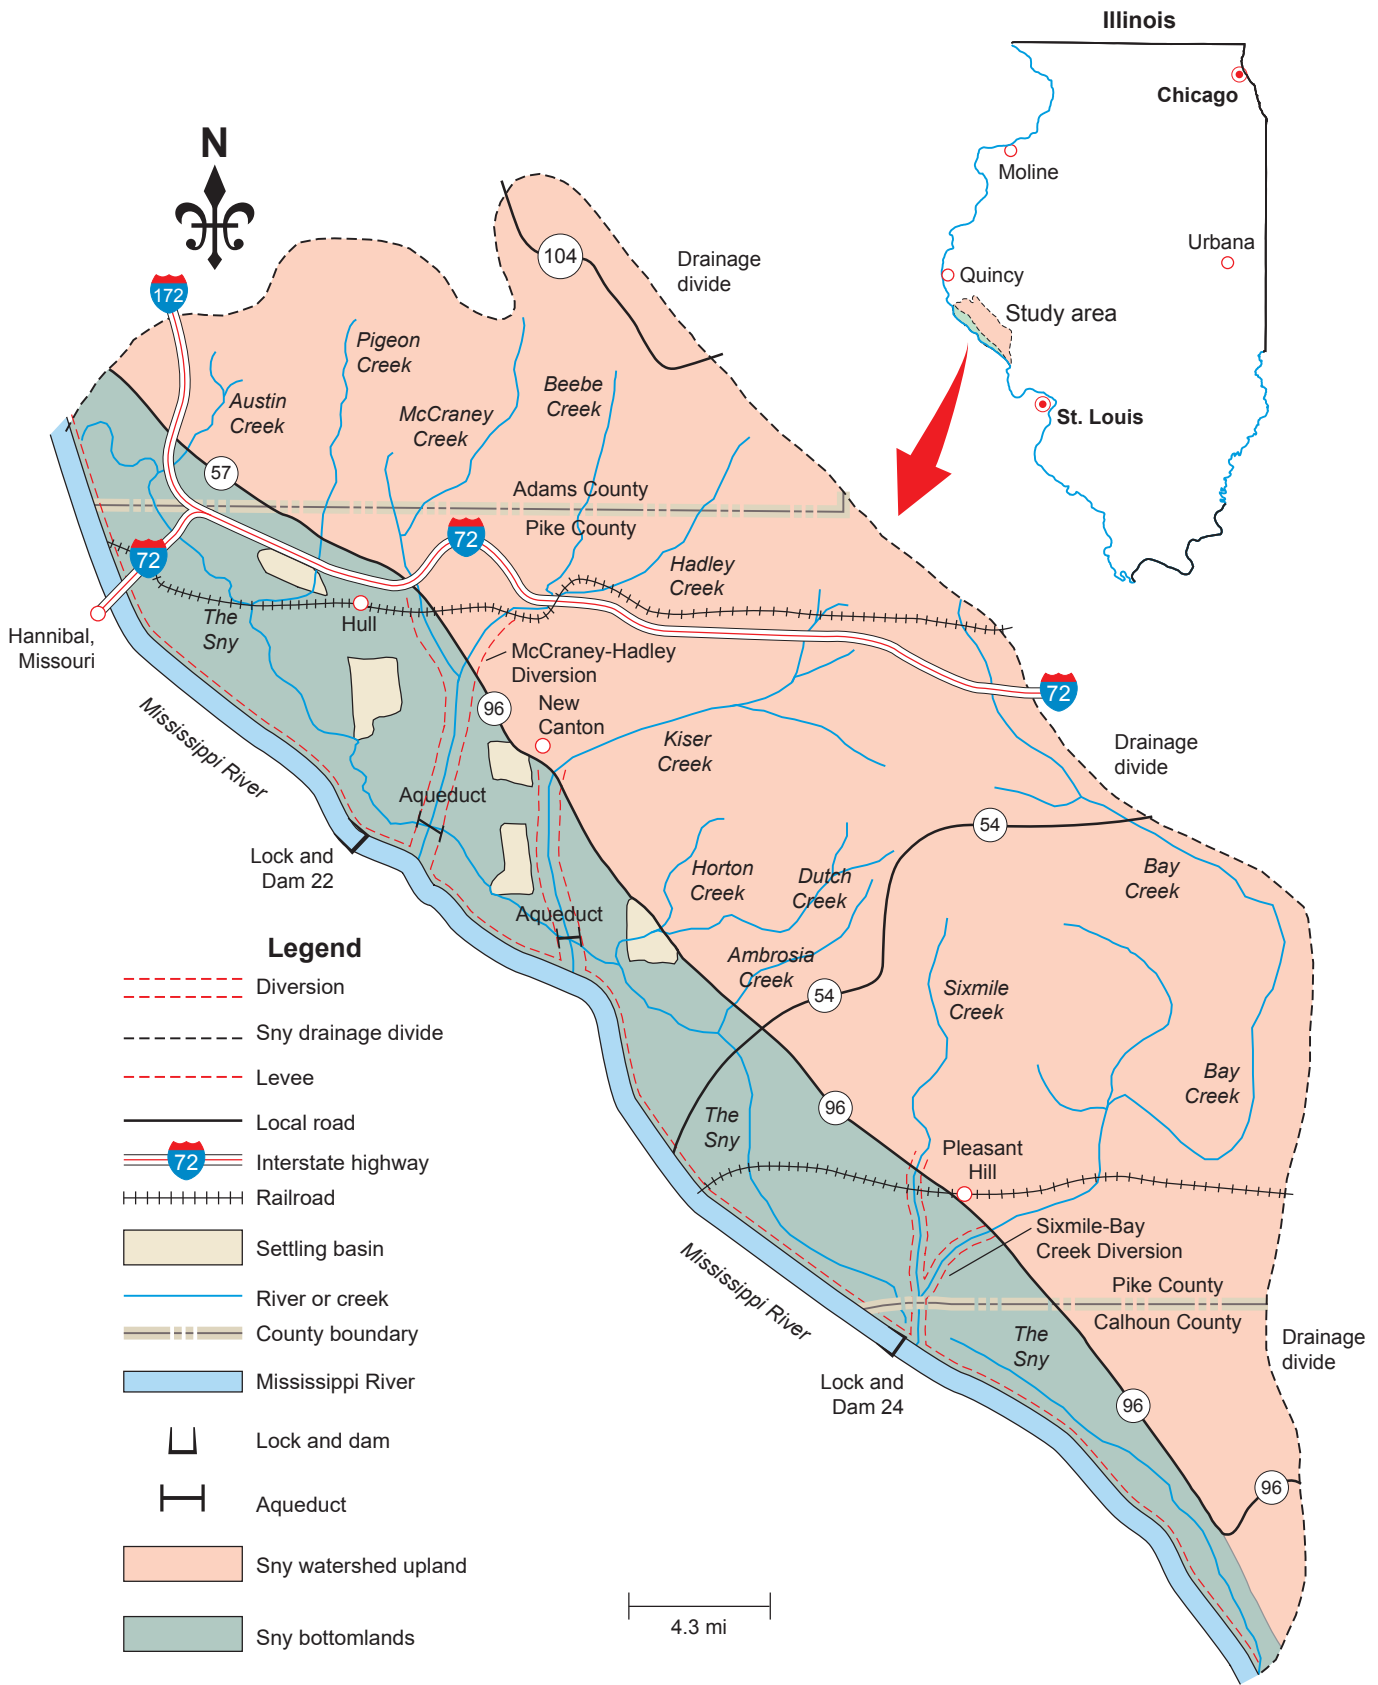 Illinois
Chicago
Moline
Urbana
Quincy
Study area
St. Louis
N
172
104
Drainage
divide
Pigeon
Creek
Beebe
Creek
Austin
Creek
McCraney
Creek
57
Adams County
Pike County
72
72
Hadley
Creek
The
Sny
Hull
Hannibal,
Missouri
McCraney-Hadley
Diversion
72
96
New
Canton
Mississippi River
Kiser
Creek
Drainage
divide
Aqueduct
54
Lock and
Dam 22
Horton
Creek
Dutch
Creek
Bay
Creek
Aqueduct
Ambrosia
Creek
54
Sixmile
Creek
Bay
Creek
The
Sny
96
Pleasant
Hill
Sixmile-Bay
Creek Diversion
Mississippi River
Pike County
Calhoun County
The
Sny
Drainage
divide
Lock and
Dam 24
96
96
Legend
Diversion
Sny drainage divide
Levee
Local road
72
Interstate highway
Railroad
Settling basin
River or creek
County boundary
Mississippi River
Lock and dam
Aqueduct
Sny watershed upland
Sny bottomlands
4.3 mi